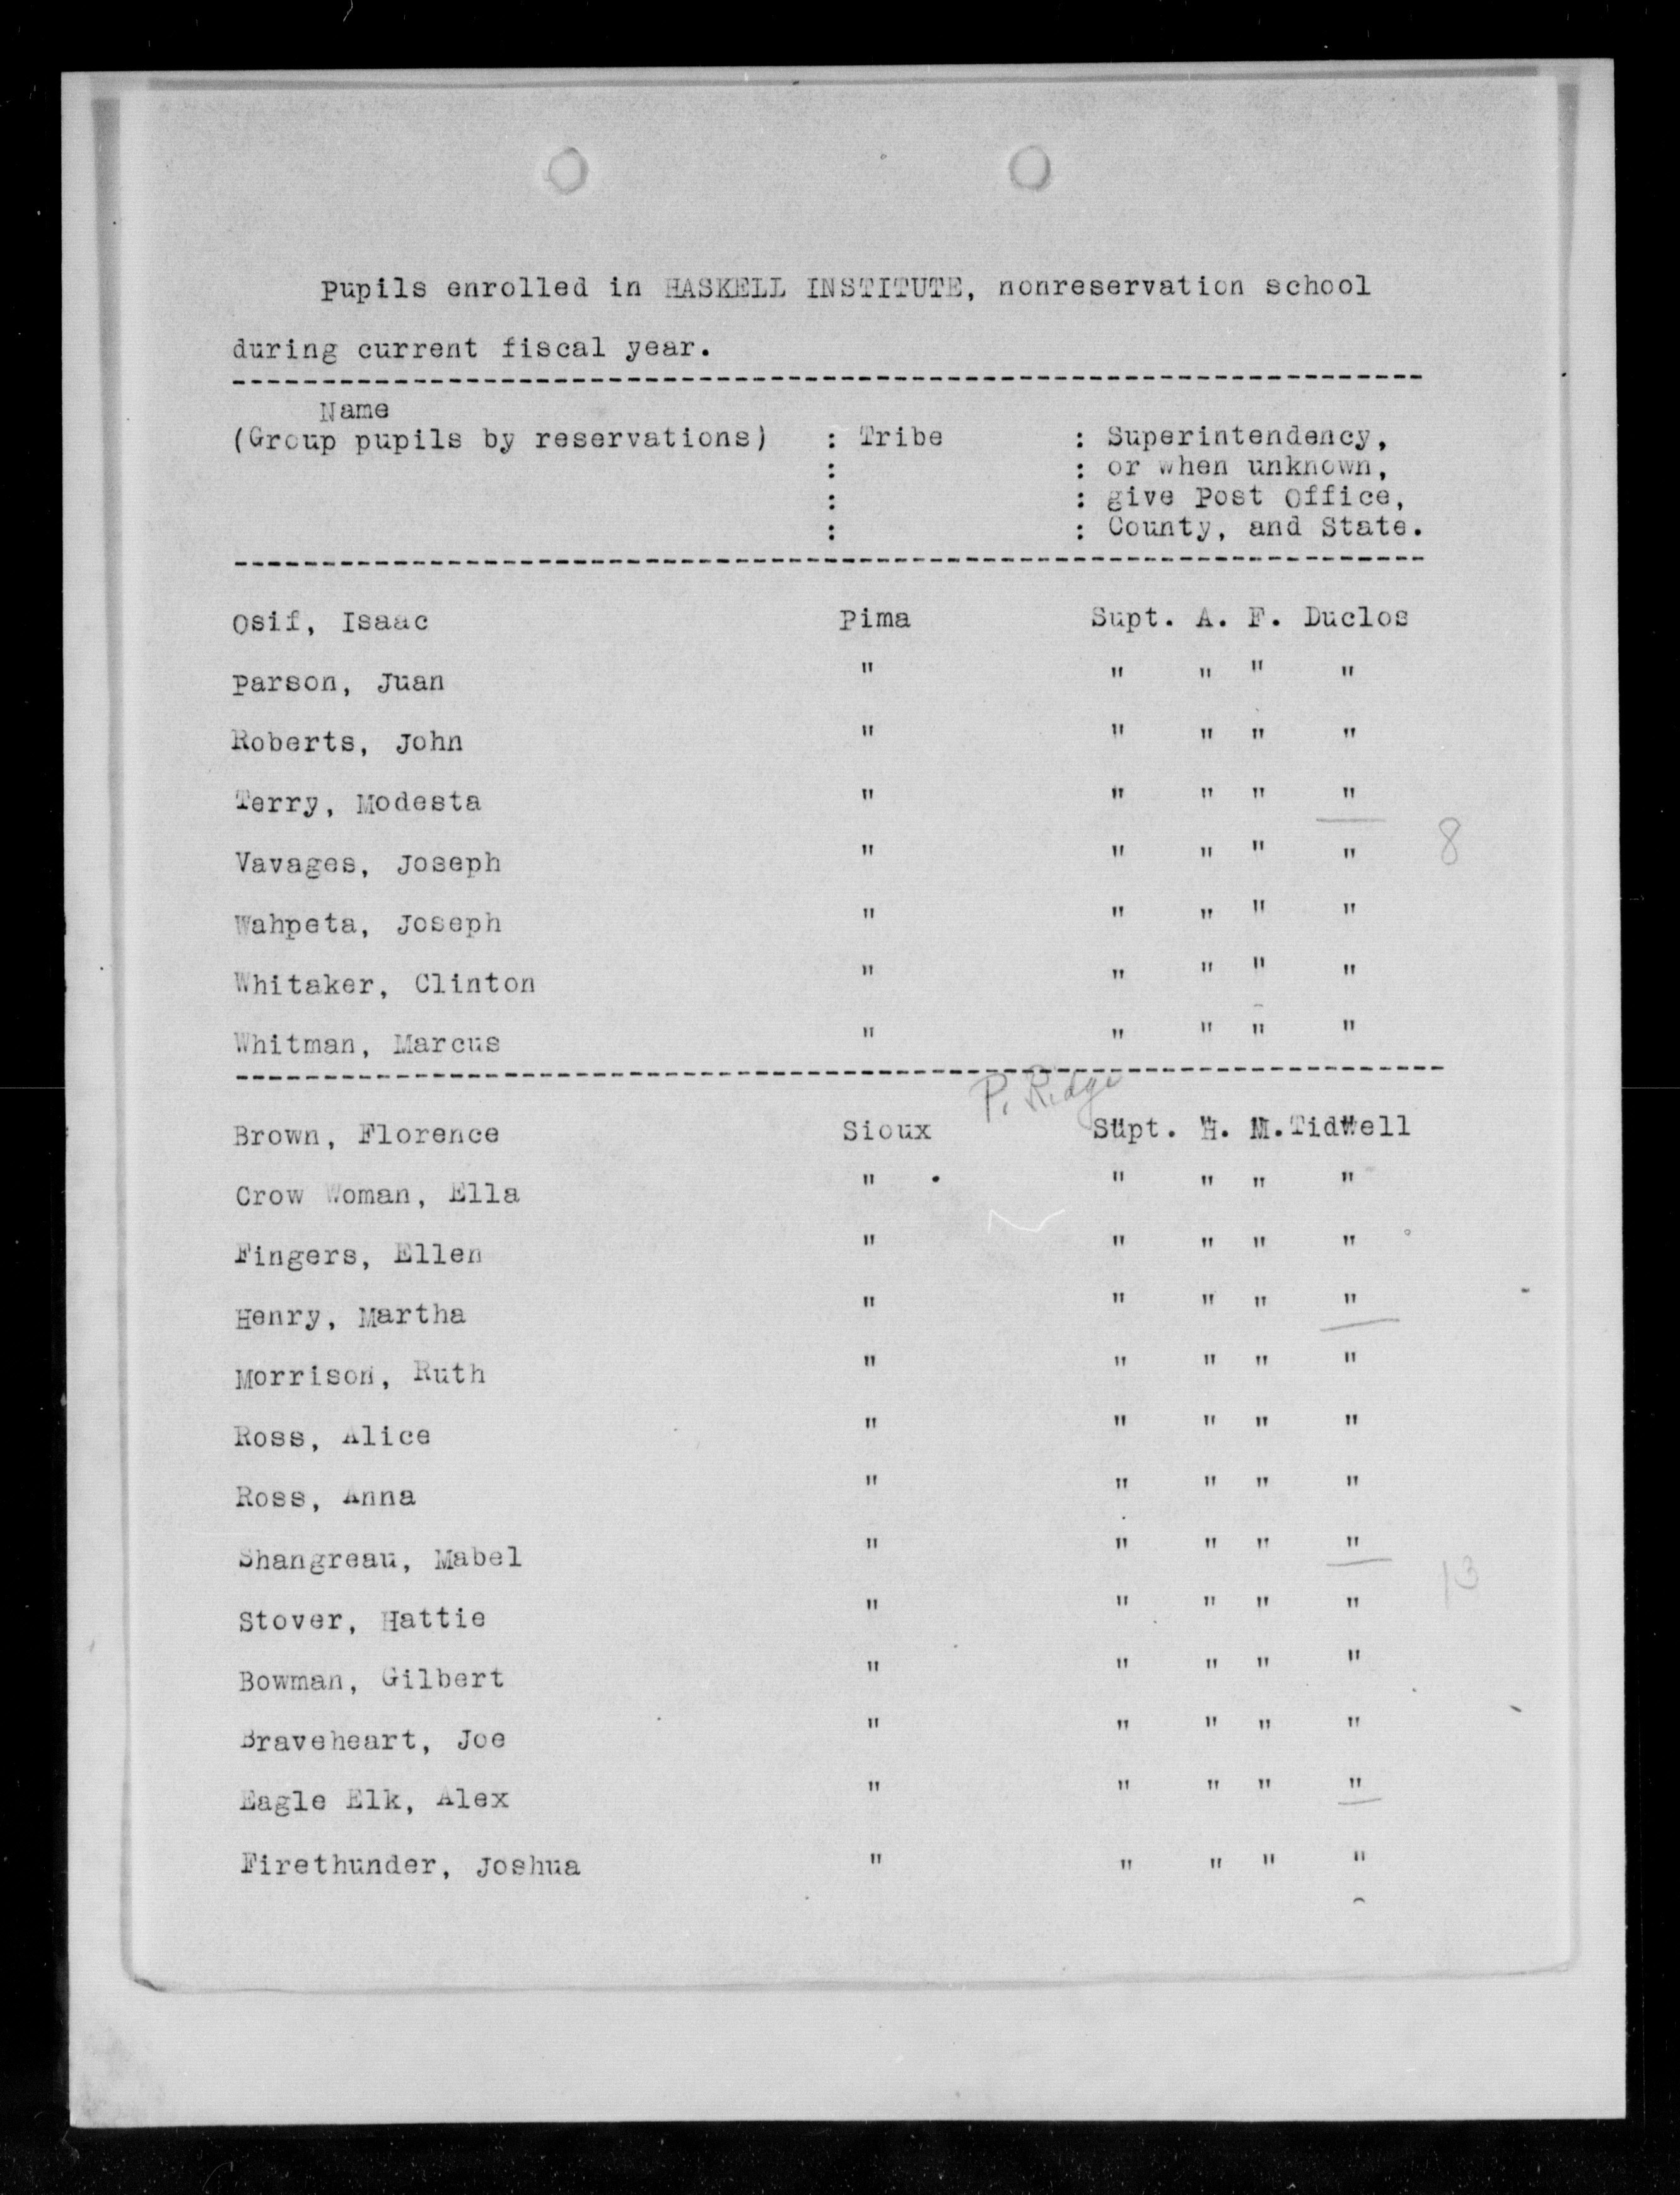 Pupils enrolled in HASKELL INSTITUTE, nonreservation school
during current fiscal year.
Name
(Group pupils by reservations) : Tribe : Superintendency,
: : or when unknown,
: : give Post Office,
: : County, and State.
Osif, Isaac Pima Supt. A. F. Duclos
Parson, Juan " " " " "
Roberts, John " " " " "
Terry, Modesta " " " " "
Vavages, Joseph " " " " " 8
Wahpeta, Joseph " " " " "
Whitaker, Clinton " " " " "
Whitman, Marcus " " " " "
P. Ridge
Brown, Florence Sioux Supt. H. M. Tidwell
Crow Woman, Ella " " " " "
Fingers, Ellen " " " " "
Henry, Martha " " " " "
Morrison, Ruth " " " " "
Ross, Alice " " " " "
Ross, Anna " " " " "
Shangreau, Mabel " " " " "
13
Stover, Hattie " " " " "
Bowman, Gilbert " " " " "
Braveheart, Joe " " " " "
Eagle Elk, Alex " " " " "
Firethunder, Joshua " " " " "